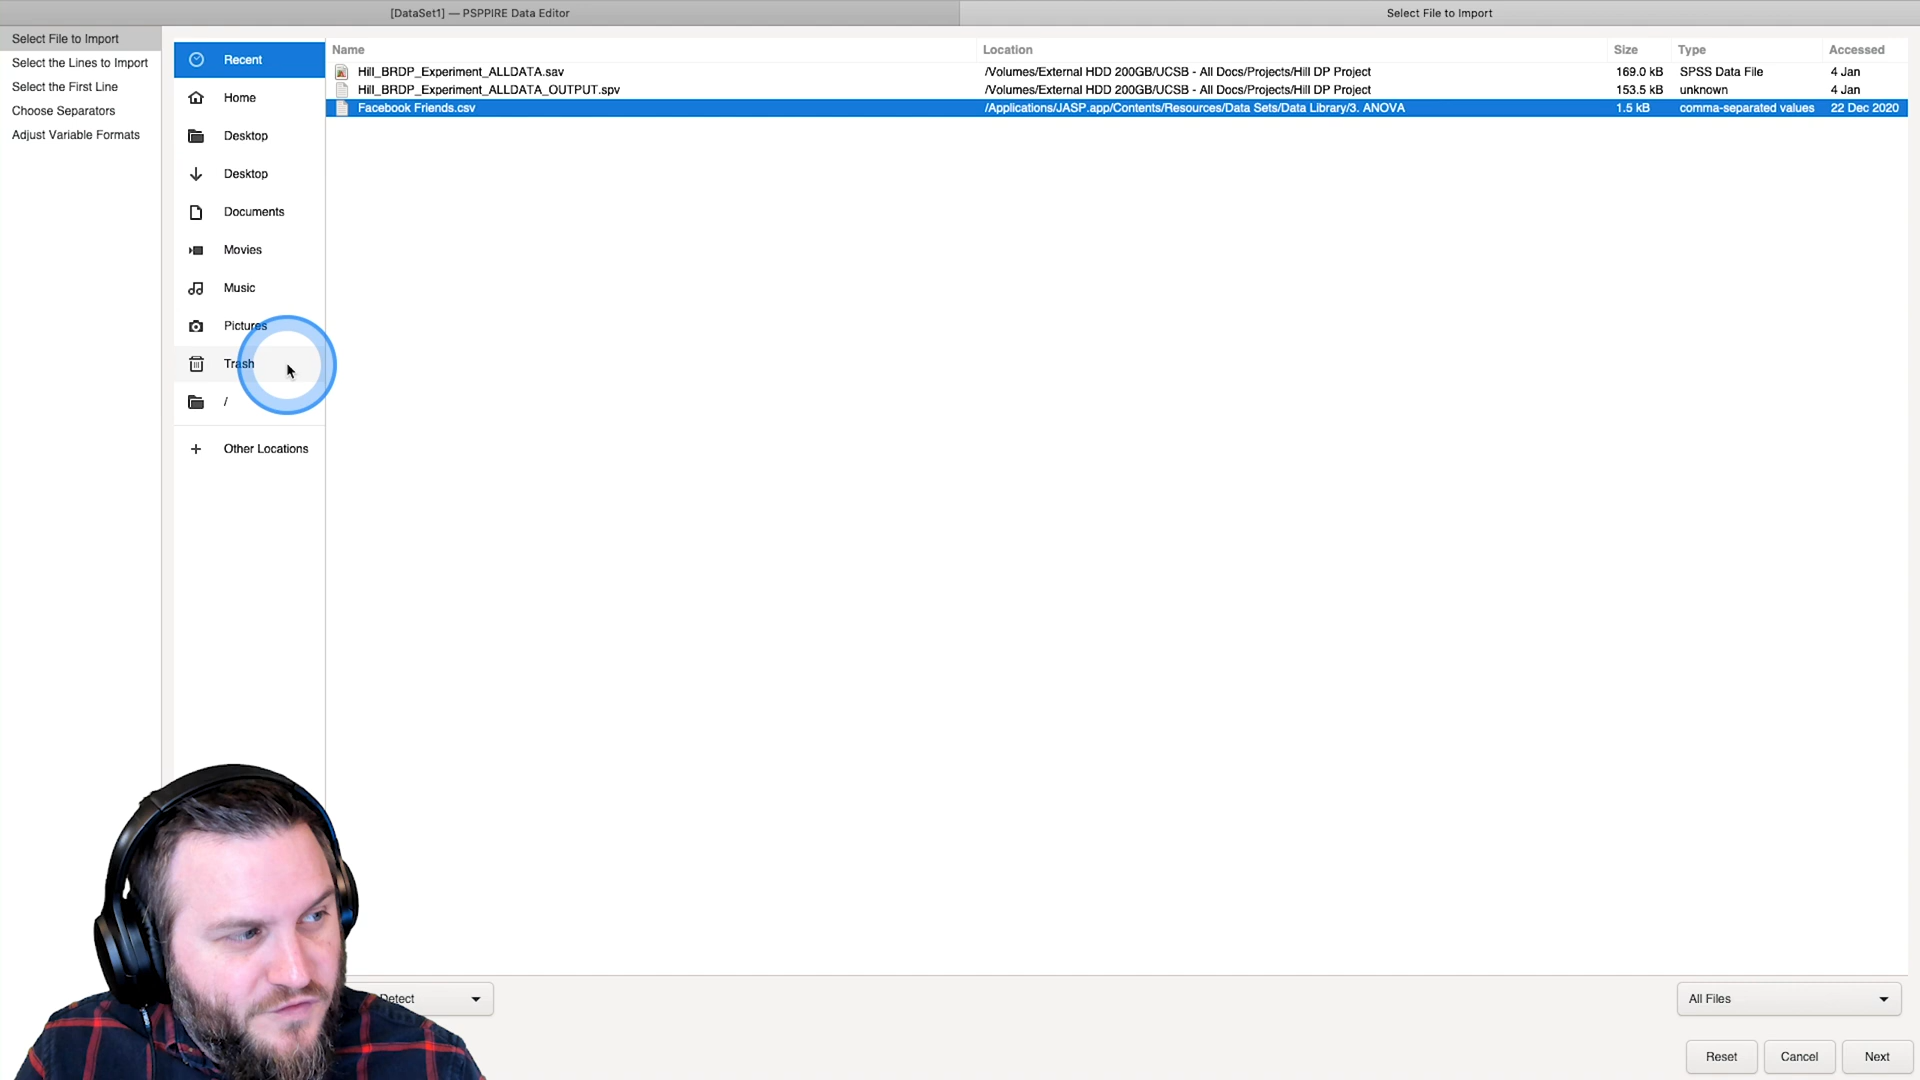 [DataSet1] — PSPPIRE Data Editor
Select File to Import
Select File to Import
Select the Lines to Import
Select the First Line
Choose Separators
Adjust Variable Formats
Recent
Home
Desktop
Desktop
Documents
Movies
Music
Pictures
Trash
/
Other Locations
Name Location Size Type Accessed
Hill_BRDP_Experiment_ALLDATA.sav /Volumes/External HDD 200GB/UCSB - All Docs/Projects/Hill DP Project 169.0 kB SPSS Data File 4 Jan
Hill_BRDP_Experiment_ALLDATA_OUTPUT.spv /Volumes/External HDD 200GB/UCSB - All Docs/Projects/Hill DP Project 153.5 kB unknown 4 Jan
Facebook Friends.csv /Applications/JASP.app/Contents/Resources/Data Sets/Data Library/3. ANOVA 1.5 kB comma-separated values 22 Dec 2020
Detect
All Files
Reset Cancel Next